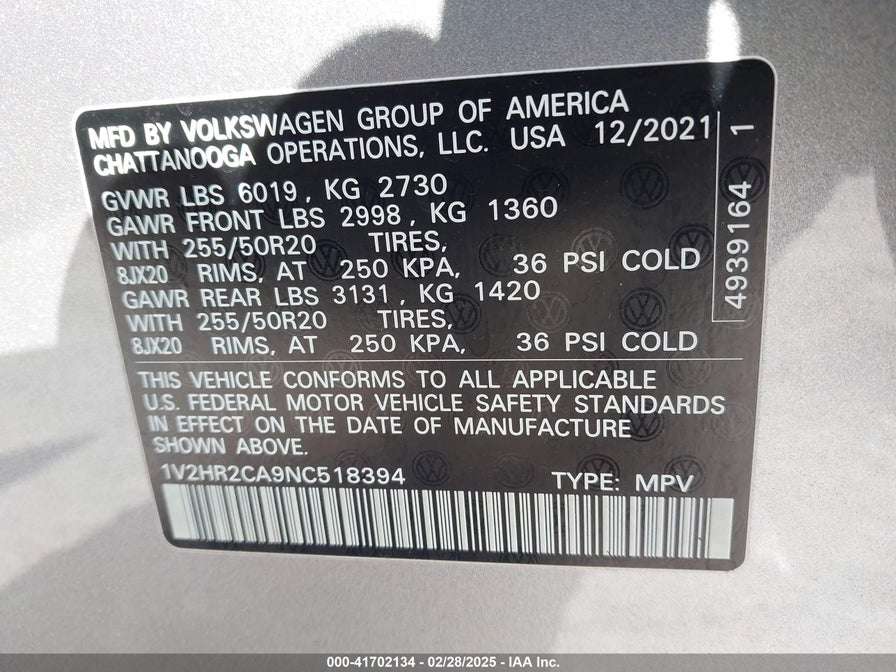 MFD BY VOLKSWAGEN GROUP OF AMERICA
CHATTANOOGA OPERATIONS, LLC. USA 12/2021
GVWR LBS 6019, KG 2730
GAWR FRONT LBS 2998, KG 1360
WITH 255/50R20 TIRES,
8JX20 RIMS, AT 250 KPA, 36 PSI COLD
GAWR REAR LBS 3131, KG 1420
WITH 255/50R20 TIRES,
8JX20 RIMS, AT 250 KPA, 36 PSI COLD
4939164 1
THIS VEHICLE CONFORMS TO ALL APPLICABLE
U.S. FEDERAL MOTOR VEHICLE SAFETY STANDARDS
IN EFFECT ON THE DATE OF MANUFACTURE
SHOWN ABOVE.
1V2HR2CA9NC518394 TYPE: MPV
000-41702134 - 02/28/2025 - IAA Inc.